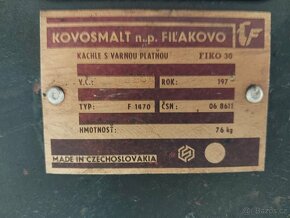 KOVOSMALT n.p. FIĽAKOVO
KACHLE S VARNOU PLATŇOU FIKO 30
V.Č.: ROK: 197
TYP: F 1470 ČSN: 06 8611
HMOTNOSŤ: 76 kg
MADE IN CZECHOSLOVAKIA